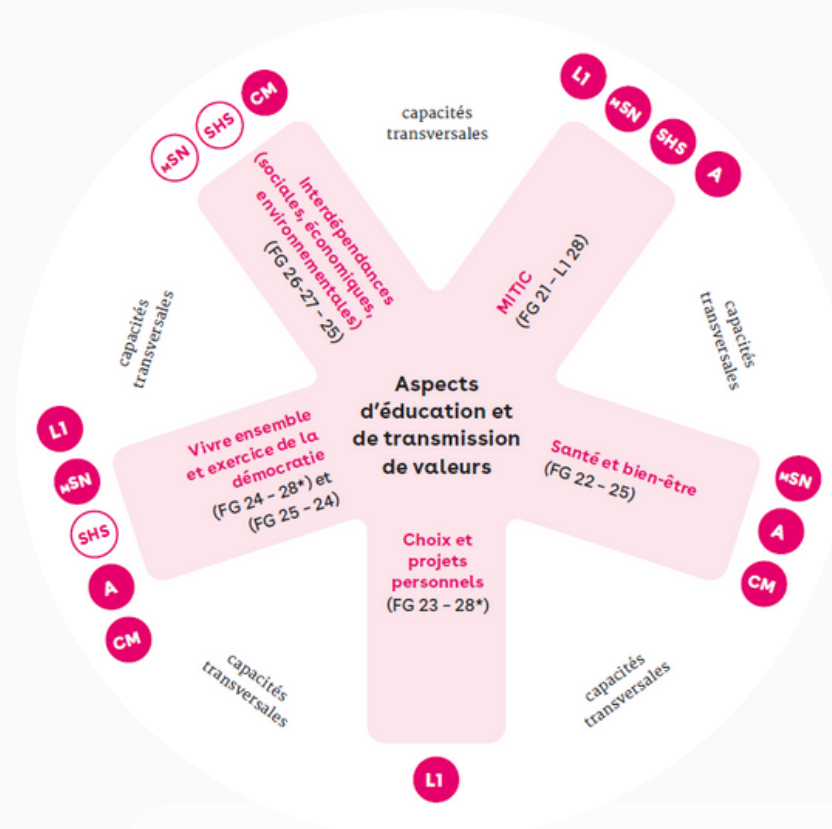 CM
SHS
MSN
capacités
transversales
L1
MSN
SHS
A
Interdépendances
(sociales, économiques,
environnementales)
(FG 26-27 – 25)
MITIC
(FG 21 – L1 28)
capacités
transversales
capacités
transversales
Aspects
d’éducation et
de transmission
de valeurs
L1
MSN
SHS
A
CM
Vivre ensemble
et exercice de la
démocratie
(FG 24 – 28*) et
(FG 25 – 24)
Santé et bien-être
(FG 22 – 25)
MSN
A
CM
Choix et
projets
personnels
(FG 23 – 28*)
capacités
transversales
capacités
transversales
L1